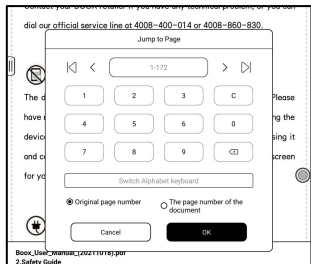 Contact your BOOX retailer if you have any technical problem, or you can
dial our official service line at 4008-400-014 or 4008-860-830.
Jump to Page
1-172
1 2 3 C
4 5 6 0
7 8 9
Switch Alphabet keyboard
Original page number
The page number of the
document
Cancel OK
The d
Please
have
ng the
device
sing it
and c
screen
for yo
Boox_User_Manual_(20211018).pdf
2.Safety Guide